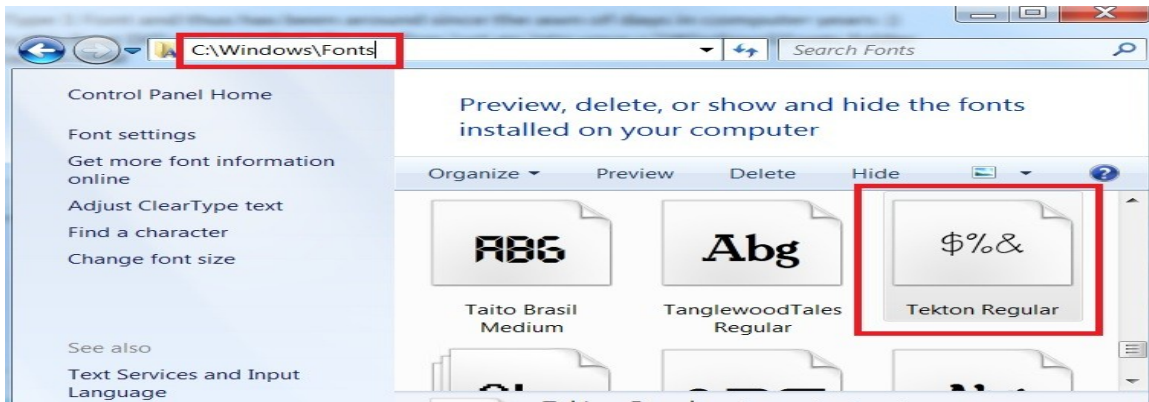 C:\Windows\Fonts
Search Fonts
Control Panel Home
Font settings
Get more font information
online
Adjust ClearType text
Find a character
Change font size
See also
Text Services and Input
Language
Preview, delete, or show and hide the fonts
installed on your computer
Organize Preview Delete Hide
ABG Abg $%&
Taito Brasil
Medium
TanglewoodTales
Regular
Tekton Regular